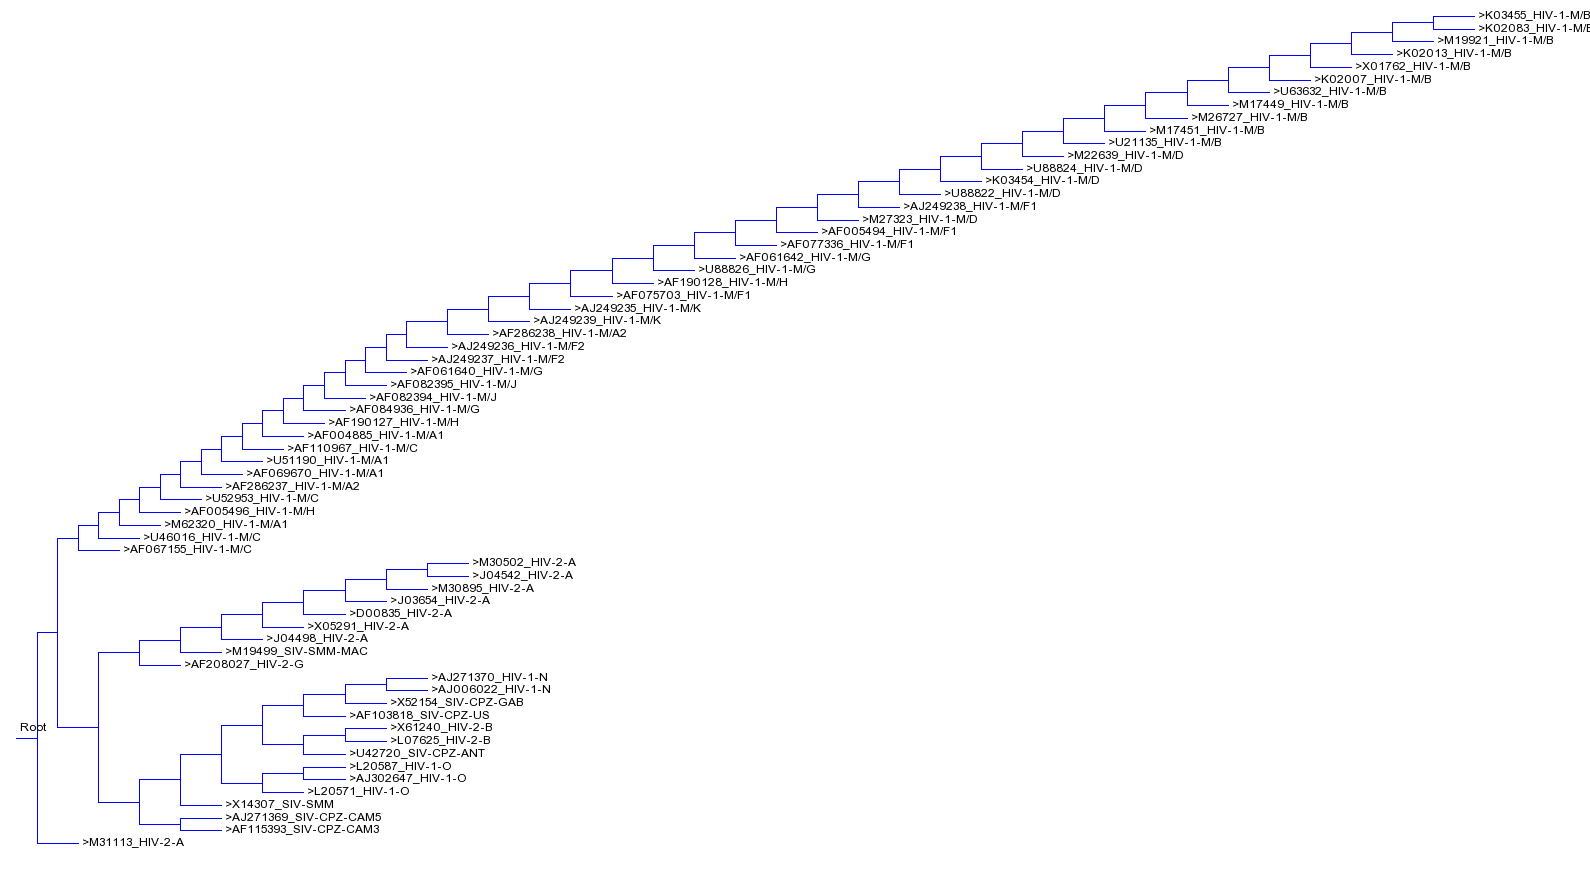 >K03455_HIV-1-M/B
>K02083_HIV-1-M/B
>M19921_HIV-1-M/B
>K02013_HIV-1-M/B
>X01762_HIV-1-M/B
>K02007_HIV-1-M/B
>U63632_HIV-1-M/B
>M17449_HIV-1-M/B
>M26727_HIV-1-M/B
>M17451_HIV-1-M/B
>U21135_HIV-1-M/B
>M22639_HIV-1-M/D
>U88824_HIV-1-M/D
>K03454_HIV-1-M/D
>U88822_HIV-1-M/D
>AJ249238_HIV-1-M/F1
>M27323_HIV-1-M/D
>AF005494_HIV-1-M/F1
>AF077336_HIV-1-M/F1
>AF061642_HIV-1-M/G
>U88826_HIV-1-M/G
>AF190128_HIV-1-M/H
>AF075703_HIV-1-M/F1
>AJ249235_HIV-1-M/K
>AJ249239_HIV-1-M/K
>AF286238_HIV-1-M/A2
>AJ249236_HIV-1-M/F2
>AJ249237_HIV-1-M/F2
>AF061640_HIV-1-M/G
>AF082395_HIV-1-M/J
>AF082394_HIV-1-M/J
>AF084936_HIV-1-M/G
>AF190127_HIV-1-M/H
>AF004885_HIV-1-M/A1
>AF110967_HIV-1-M/C
>U51190_HIV-1-M/A1
>AF069670_HIV-1-M/A1
>AF286237_HIV-1-M/A2
>U52953_HIV-1-M/C
>AF005496_HIV-1-M/H
>M62320_HIV-1-M/A1
>U46016_HIV-1-M/C
>AF067155_HIV-1-M/C
>M30502_HIV-2-A
>J04542_HIV-2-A
>M30895_HIV-2-A
>J03654_HIV-2-A
>D00835_HIV-2-A
>X05291_HIV-2-A
>J04498_HIV-2-A
>M19499_SIV-SMM-MAC
>AF208027_HIV-2-G
>AJ271370_HIV-1-N
>AJ006022_HIV-1-N
>X52154_SIV-CPZ-GAB
>AF103818_SIV-CPZ-US
Root
>X61240_HIV-2-B
>L07625_HIV-2-B
>U42720_SIV-CPZ-ANT
>L20587_HIV-1-O
>AJ302647_HIV-1-O
>L20571_HIV-1-O
>X14307_SIV-SMM
>AJ271369_SIV-CPZ-CAM5
>AF115393_SIV-CPZ-CAM3
>M31113_HIV-2-A